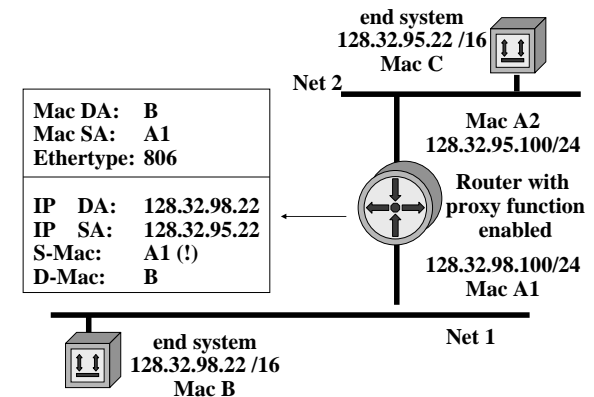 end system
128.32.95.22 /16
Mac C
Net 2
Mac DA: B
Mac SA: A1
Ethertype: 806
IP DA: 128.32.98.22
IP SA: 128.32.95.22
S-Mac: A1 (!)
D-Mac: B
Mac A2
128.32.95.100/24
Router with
proxy function
enabled
128.32.98.100/24
Mac A1
Net 1
end system
128.32.98.22 /16
Mac B